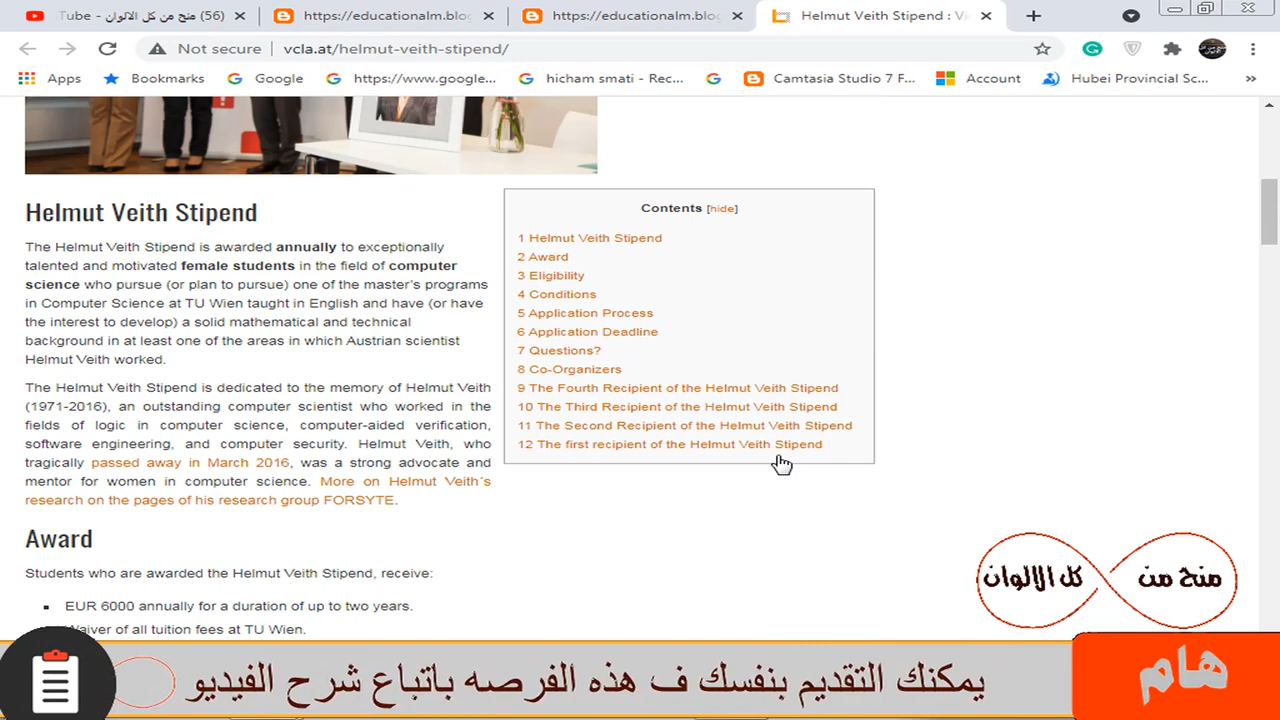 Tube - منح من كل الالوان (56)
https://educationalm.blog
https://educationalm.blog
Helmut Veith Stipend : Vi
Not secure
vcla.at/helmut-veith-stipend/
Apps
Bookmarks
Google
https://www.google...
hicham smati - Rec...
Camtasia Studio 7 F...
Account
Hubei Provincial Sc...
»
Helmut Veith Stipend
The Helmut Veith Stipend is awarded annually to exceptionally
talented and motivated female students in the field of computer
science who pursue (or plan to pursue) one of the master's programs
in Computer Science at TU Wien taught in English and have (or have
the interest to develop) a solid mathematical and technical
background in at least one of the areas in which Austrian scientist
Helmut Veith worked.
The Helmut Veith Stipend is dedicated to the memory of Helmut Veith
(1971-2016), an outstanding computer scientist who worked in the
fields of logic in computer science, computer-aided verification,
software engineering, and computer security. Helmut Veith, who
tragically passed away in March 2016, was a strong advocate and
mentor for women in computer science. More on Helmut Veith´s
research on the pages of his research group FORSYTE.
Contents [hide]
1 Helmut Veith Stipend
2 Award
3 Eligibility
4 Conditions
5 Application Process
6 Application Deadline
7 Questions?
8 Co-Organizers
9 The Fourth Recipient of the Helmut Veith Stipend
10 The Third Recipient of the Helmut Veith Stipend
11 The Second Recipient of the Helmut Veith Stipend
12 The first recipient of the Helmut Veith Stipend
Award
Students who are awarded the Helmut Veith Stipend, receive:
EUR 6000 annually for a duration of up to two years.
Waiver of all tuition fees at TU Wien.
منح من كل الالوان
هام
يمكنك التقديم بنفسك ف هذه الفرصه باتباع شرح الفيديو